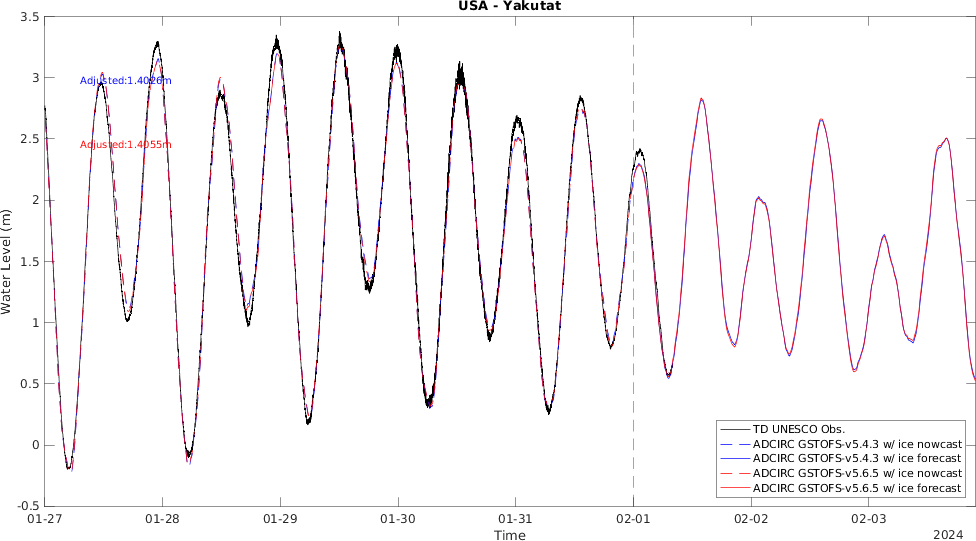 USA - Yakutat
3.5
3
2.5
2
1.5
1
0.5
0
-0.5
Water Level (m)
Adjusted:1.4026m
Adjusted:1.4055m
TD UNESCO Obs.
ADCIRC GSTOFS-v5.4.3 w/ ice nowcast
ADCIRC GSTOFS-v5.4.3 w/ ice forecast
ADCIRC GSTOFS-v5.6.5 w/ ice nowcast
ADCIRC GSTOFS-v5.6.5 w/ ice forecast
01-27 01-28 01-29 01-30 01-31 02-01 02-02 02-03
Time
2024